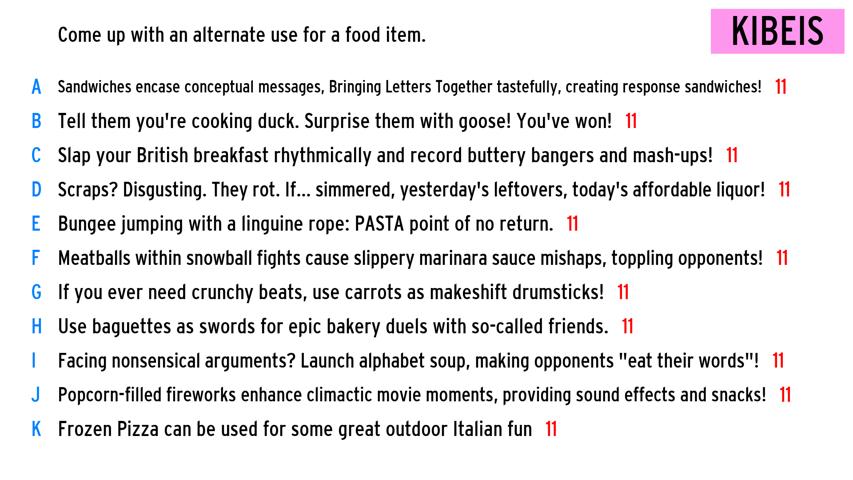 Come up with an alternate use for a food item.
KIBEIS
A Sandwiches encase conceptual messages, Bringing Letters Together tastefully, creating response sandwiches! 11
B Tell them you're cooking duck. Surprise them with goose! You've won! 11
C Slap your British breakfast rhythmically and record buttery bangers and mash-ups! 11
D Scraps? Disgusting. They rot. If... simmered, yesterday's leftovers, today's affordable liquor! 11
E Bungee jumping with a linguine rope: PASTA point of no return. 11
F Meatballs within snowball fights cause slippery marinara sauce mishaps, toppling opponents! 11
G If you ever need crunchy beats, use carrots as makeshift drumsticks! 11
H Use baguettes as swords for epic bakery duels with so-called friends. 11
I Facing nonsensical arguments? Launch alphabet soup, making opponents "eat their words"! 11
J Popcorn-filled fireworks enhance climactic movie moments, providing sound effects and snacks! 11
K Frozen Pizza can be used for some great outdoor Italian fun 11